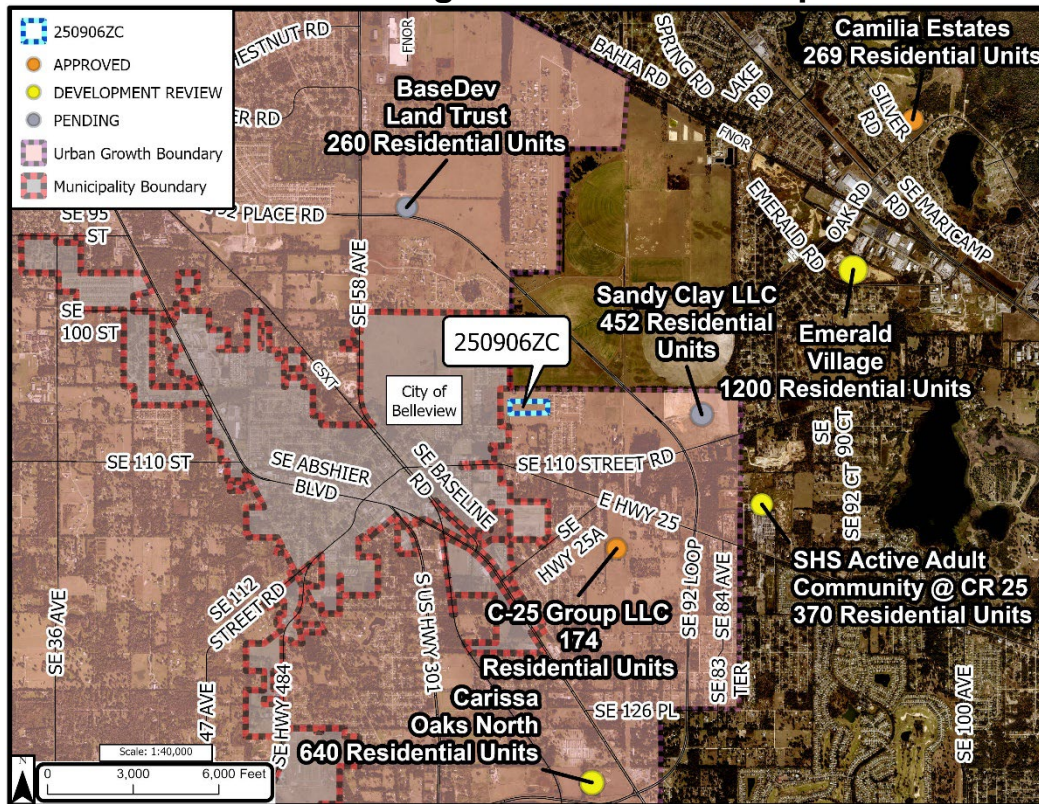 250906ZC
APPROVED
DEVELOPMENT REVIEW
PENDING
Urban Growth Boundary
Municipality Boundary
CHESTNUT RD
FNOR
BAHIA RD
SPRING RD
LAKE RD
Camilia Estates
269 Residential Units
SILVER RD
BaseDev
Land Trust
260 Residential Units
ER RD
FNOR
SE 95 ST
92 PLACE RD
EMERALD RD
OAK RD
SE MARICAMP RD
SE 58 AVE
SE 100 ST
Sandy Clay LLC
452 Residential
Units
Emerald
Village
1200 Residential Units
250906ZC
CSXT
City of
Belleview
SE 110 ST
SE ABSHIER
BLVD
SE BASELINE RD
SE 110 STREET RD
SE 90 CT
SE 92 CT
E HWY 25
SE HWY 25A
SHS Active Adult
Community @ CR 25
370 Residential Units
SE 36 AVE
SE 112 STREET RD
C-25 Group LLC
174
Residential Units
SE 92 LOOP
SE 84 AVE
SE 83 TER
47 AVE
SE HWY 484
S US HWY 301
Carissa
Oaks North
640 Residential Units
SE 126 PL
SE 100 AVE
Scale: 1:40,000
N
0 3,000 6,000 Feet